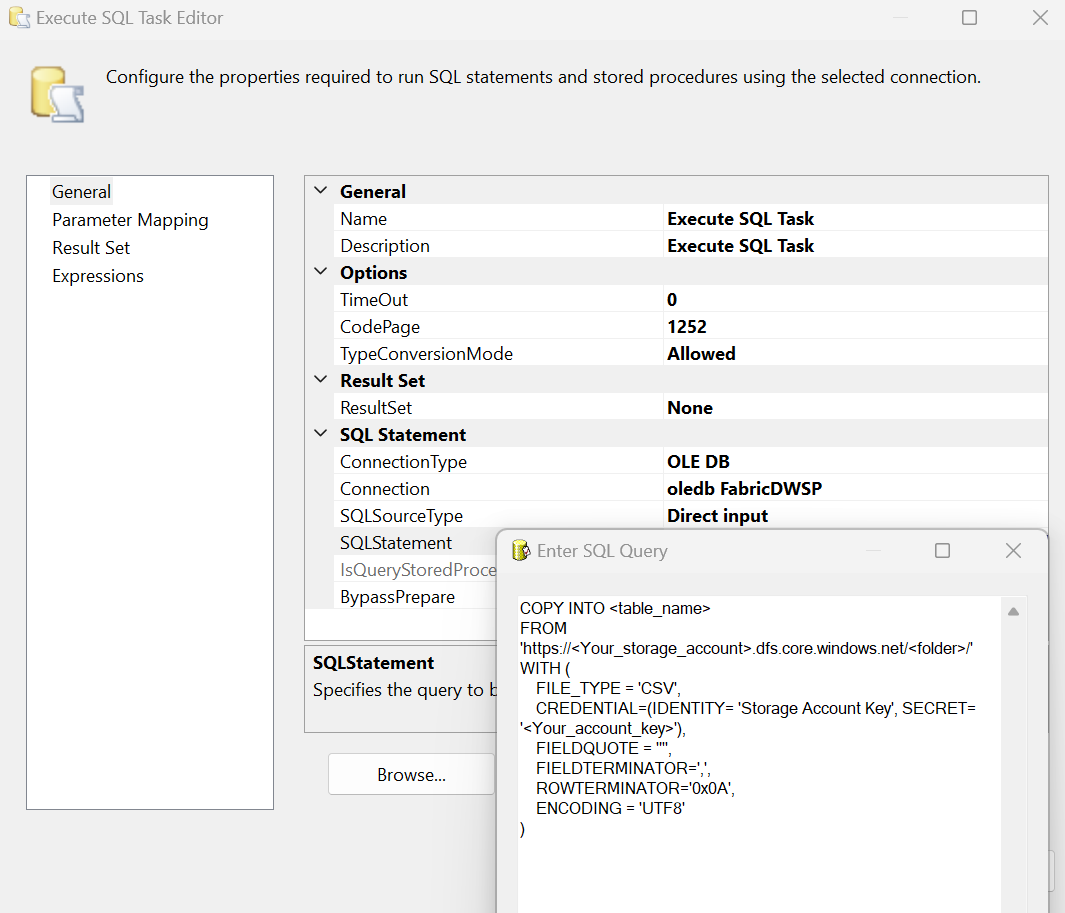 Execute SQL Task Editor
Configure the properties required to run SQL statements and stored procedures using the selected connection.
General
Parameter Mapping
Result Set
Expressions
General
Name Execute SQL Task
Description Execute SQL Task
Options
TimeOut 0
CodePage 1252
TypeConversionMode Allowed
Result Set
ResultSet None
SQL Statement
ConnectionType OLE DB
Connection oledb FabricDWSP
SQLSourceType Direct input
SQLStatement
IsQueryStoredProce
BypassPrepare
SQLStatement
Specifies the query to b
Browse...
Enter SQL Query
COPY INTO <table_name>
FROM
'https://<Your_storage_account>.dfs.core.windows.net/<folder>/'
WITH (
FILE_TYPE = 'CSV',
CREDENTIAL=(IDENTITY= 'Storage Account Key', SECRET=
'<Your_account_key>'),
FIELDQUOTE = '"',
FIELDTERMINATOR=',',
ROWTERMINATOR='0x0A',
ENCODING = 'UTF8'
)